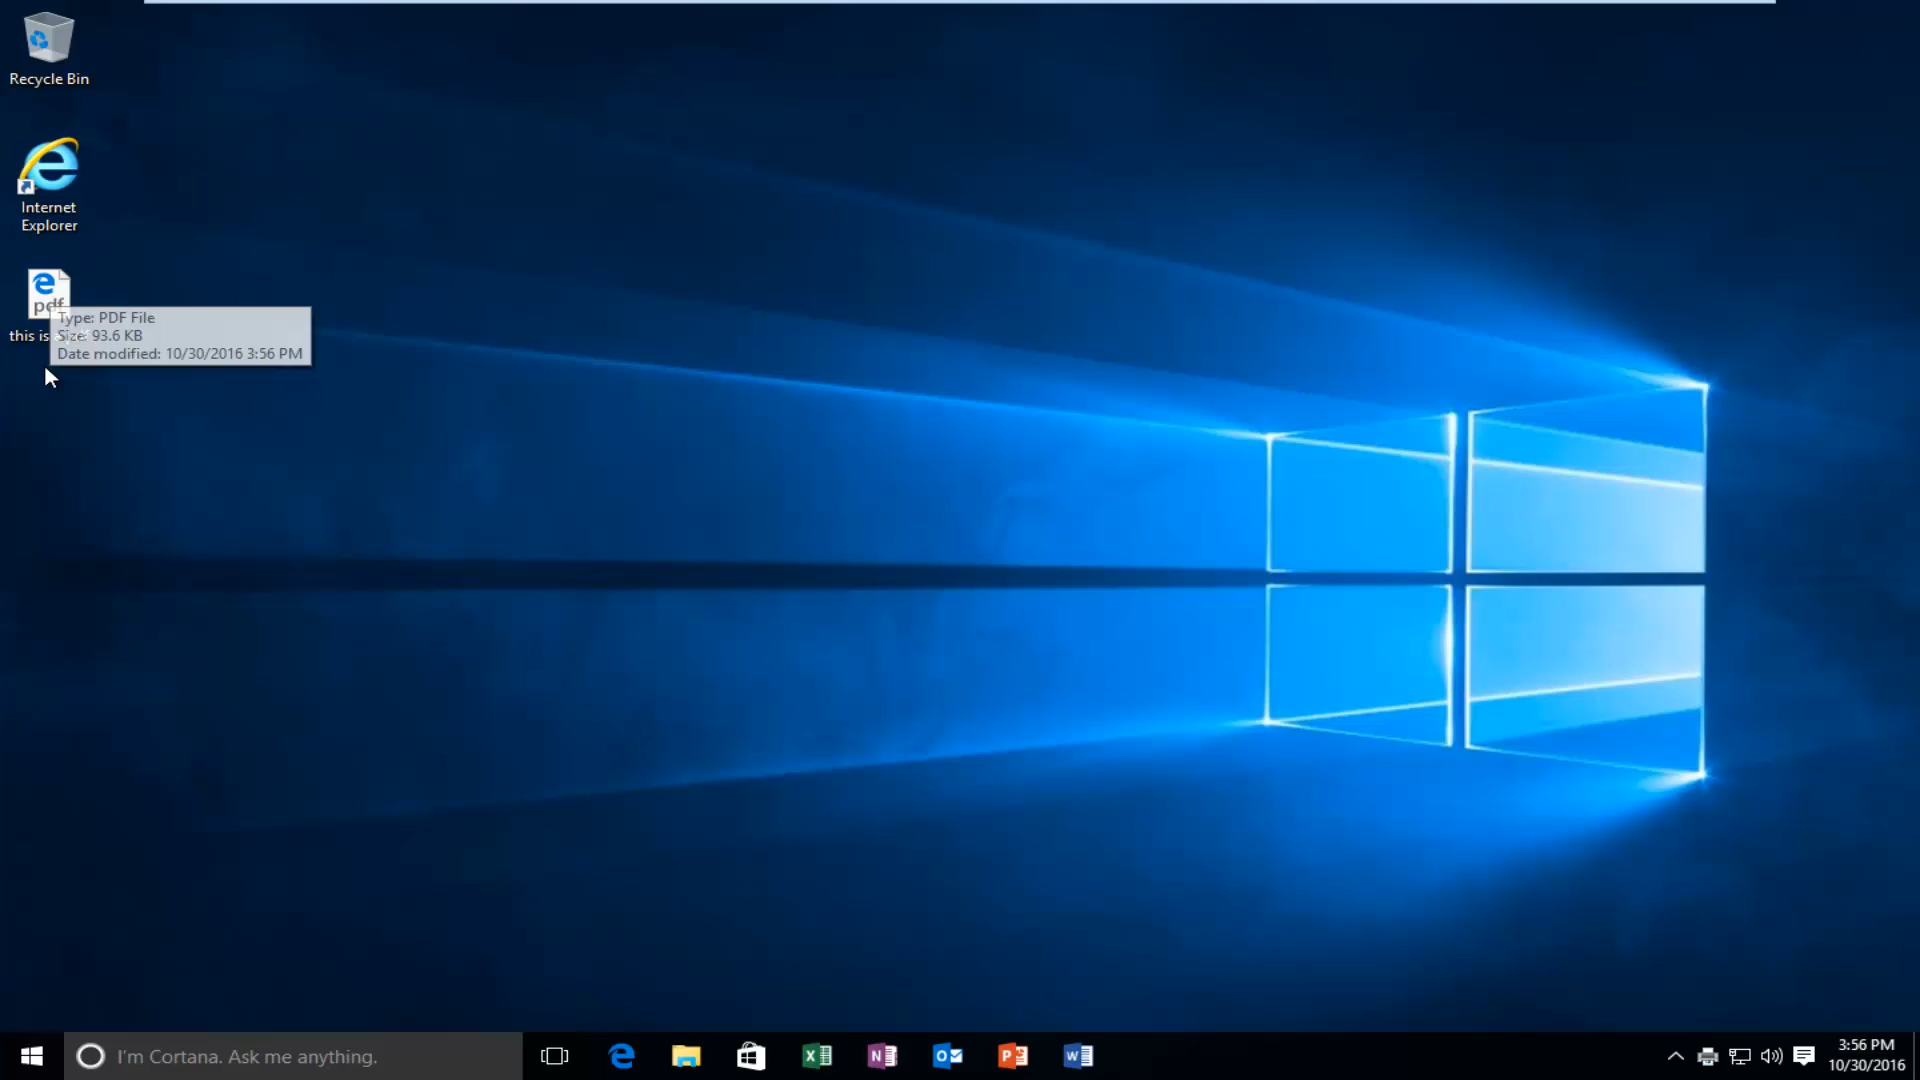 Recycle Bin
Internet
Explorer
pdf
this is
Type: PDF File
Size: 93.6 KB
Date modified: 10/30/2016 3:56 PM
I'm Cortana. Ask me anything.
3:56 PM
10/30/2016